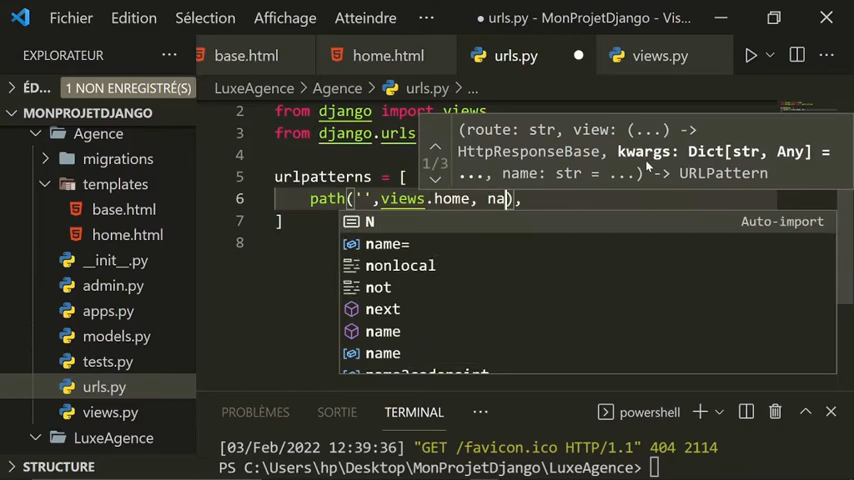 Fichier Edition Sélection Affichage Atteindre ··· ● urls.py - MonProjetDjango - Vis...
EXPLORATEUR ···
base.html home.html urls.py ● views.py ···
ÉD... 1 NON ENREGISTRÉ(S)
LuxeAgence > Agence > urls.py > ...
MONPROJETDJANGO
Agence
migrations
templates
base.html
home.html
__init__.py
admin.py
apps.py
models.py
tests.py
urls.py
views.py
LuxeAgence
STRUCTURE
2 from django import views
3 from django.urls
4
5 urlpatterns = [
6 path('',views.home, na),
7 ]
8
1/3
(route: str, view: (...) ->
HttpResponseBase, kwargs: Dict[str, Any] =
..., name: str = ...) -> URLPattern
N Auto-import
name=
nonlocal
not
next
name
name
PROBLÈMES SORTIE TERMINAL ··· powershell
[03/Feb/2022 12:39:36] "GET /favicon.ico HTTP/1.1" 404 2114
PS C:\Users\hp\Desktop\MonProjetDjango\LuxeAgence>